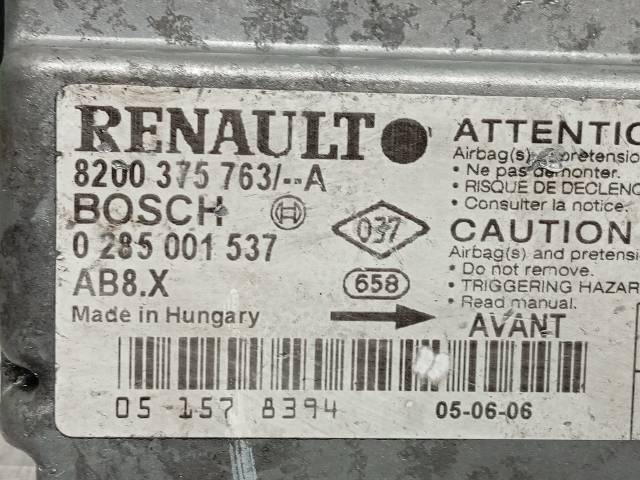 RENAULT
8200 375 763/--A
BOSCH
0 285 001 537
AB8.X
Made in Hungary
037
658
AVANT
ATTENTIO
Airbag(s) pretensio
• Ne pas demonter.
• RISQUE DE DECLENC
• Consulter la notice.
CAUTION
Airbag(s) and pretensi
• Do not remove.
• TRIGGERING HAZAR
• Read manual.
05 157 8394
05-06-06